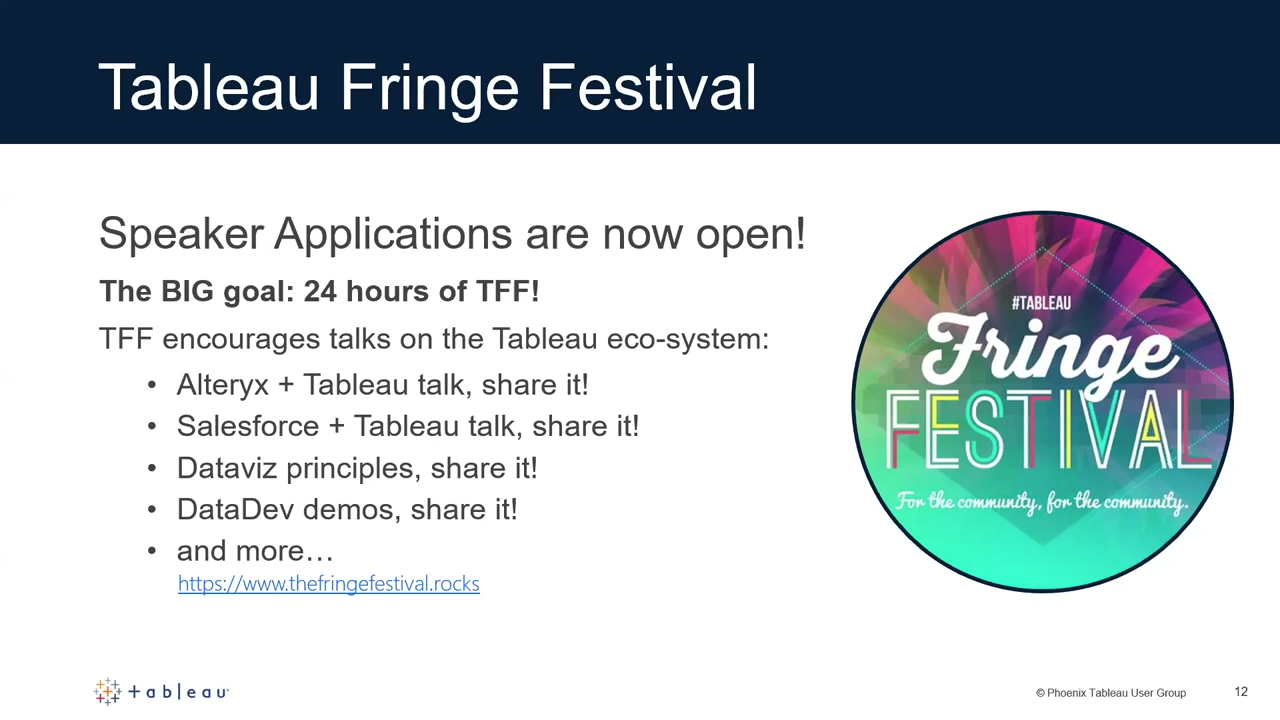 Tableau Fringe Festival
Speaker Applications are now open!
The BIG goal: 24 hours of TFF!
TFF encourages talks on the Tableau eco-system:
• Alteryx + Tableau talk, share it!
• Salesforce + Tableau talk, share it!
• Dataviz principles, share it!
• DataDev demos, share it!
• and more…
https://www.thefringefestival.rocks
#TABLEAU
Fringe
FESTIVAL
For the community, for the community.
tableau
© Phoenix Tableau User Group
12